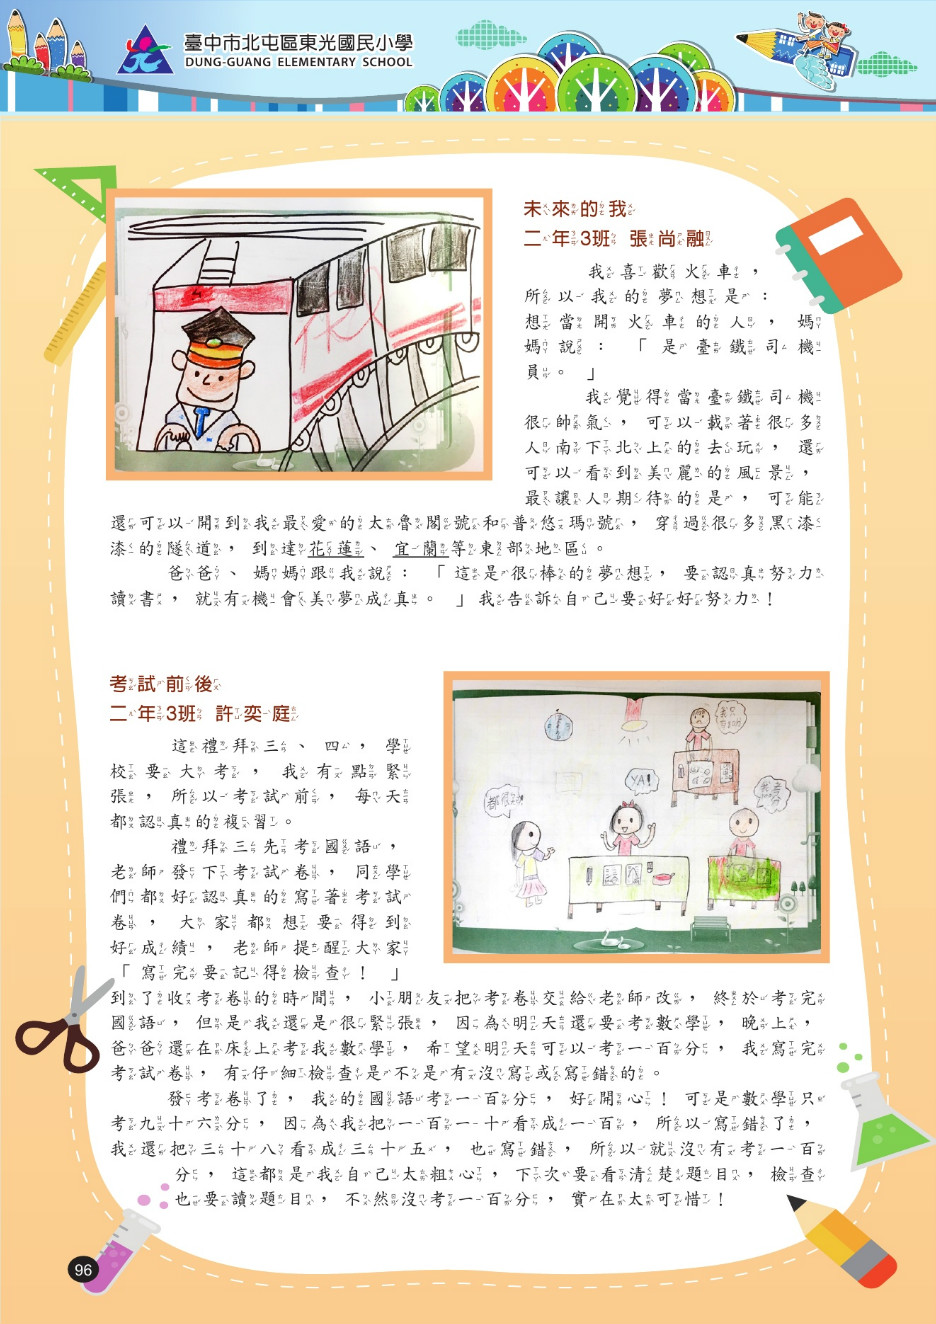 臺中市北屯區東光國民小學
DUNG-GUANG ELEMENTARY SCHOOL
未來的我
二年3班 張尚融
我喜歡火車，
所以我的夢想是：
想當開火車的人，媽
媽說：「是臺鐵司機
員。」
我覺得當臺鐵司機
很帥氣，可以載著很多
人南下北上的去玩，還
可以看到美麗的風景，
最讓人期待的是，可能
還可以開到我最愛的太魯閣號和普悠瑪號，穿過很多黑漆
漆的隧道，到達花蓮、宜蘭等東部地區。
爸爸、媽媽跟我說：「這是很棒的夢想，要認真努力
讀書，就有機會美夢成真。」我告訴自己要好好努力！
考試前後
二年3班 許奕庭
這禮拜三、四，學
校要大考，我有點緊
張，所以考試前，每天
都認真的複習。
禮拜三先考國語，
老師發下考試卷，同學
們都好認真的寫著考試
卷，大家都想要得到
好成績，老師提醒大家
「寫完要記得檢查！」
到了收考卷的時間，小朋友把考卷交給老師改，終於考完
國語，但是我還是很緊張，因為明天還要考數學，晚上，
爸爸還在床上考我數學，希望明天可以考一百分，我寫完
考試卷，有仔細檢查是不是有沒寫或寫錯的。
發考卷了，我的國語考一百分，好開心！可是數學只
考九十六分，因為我把一百一十看成一百，所以寫錯了，
我還把三十八看成三十五，也寫錯，所以就沒有考一百
分，這都是我自己太粗心，下次要看清楚題目，檢查
也要讀題目，不然沒考一百分，實在太可惜！
YA!
96